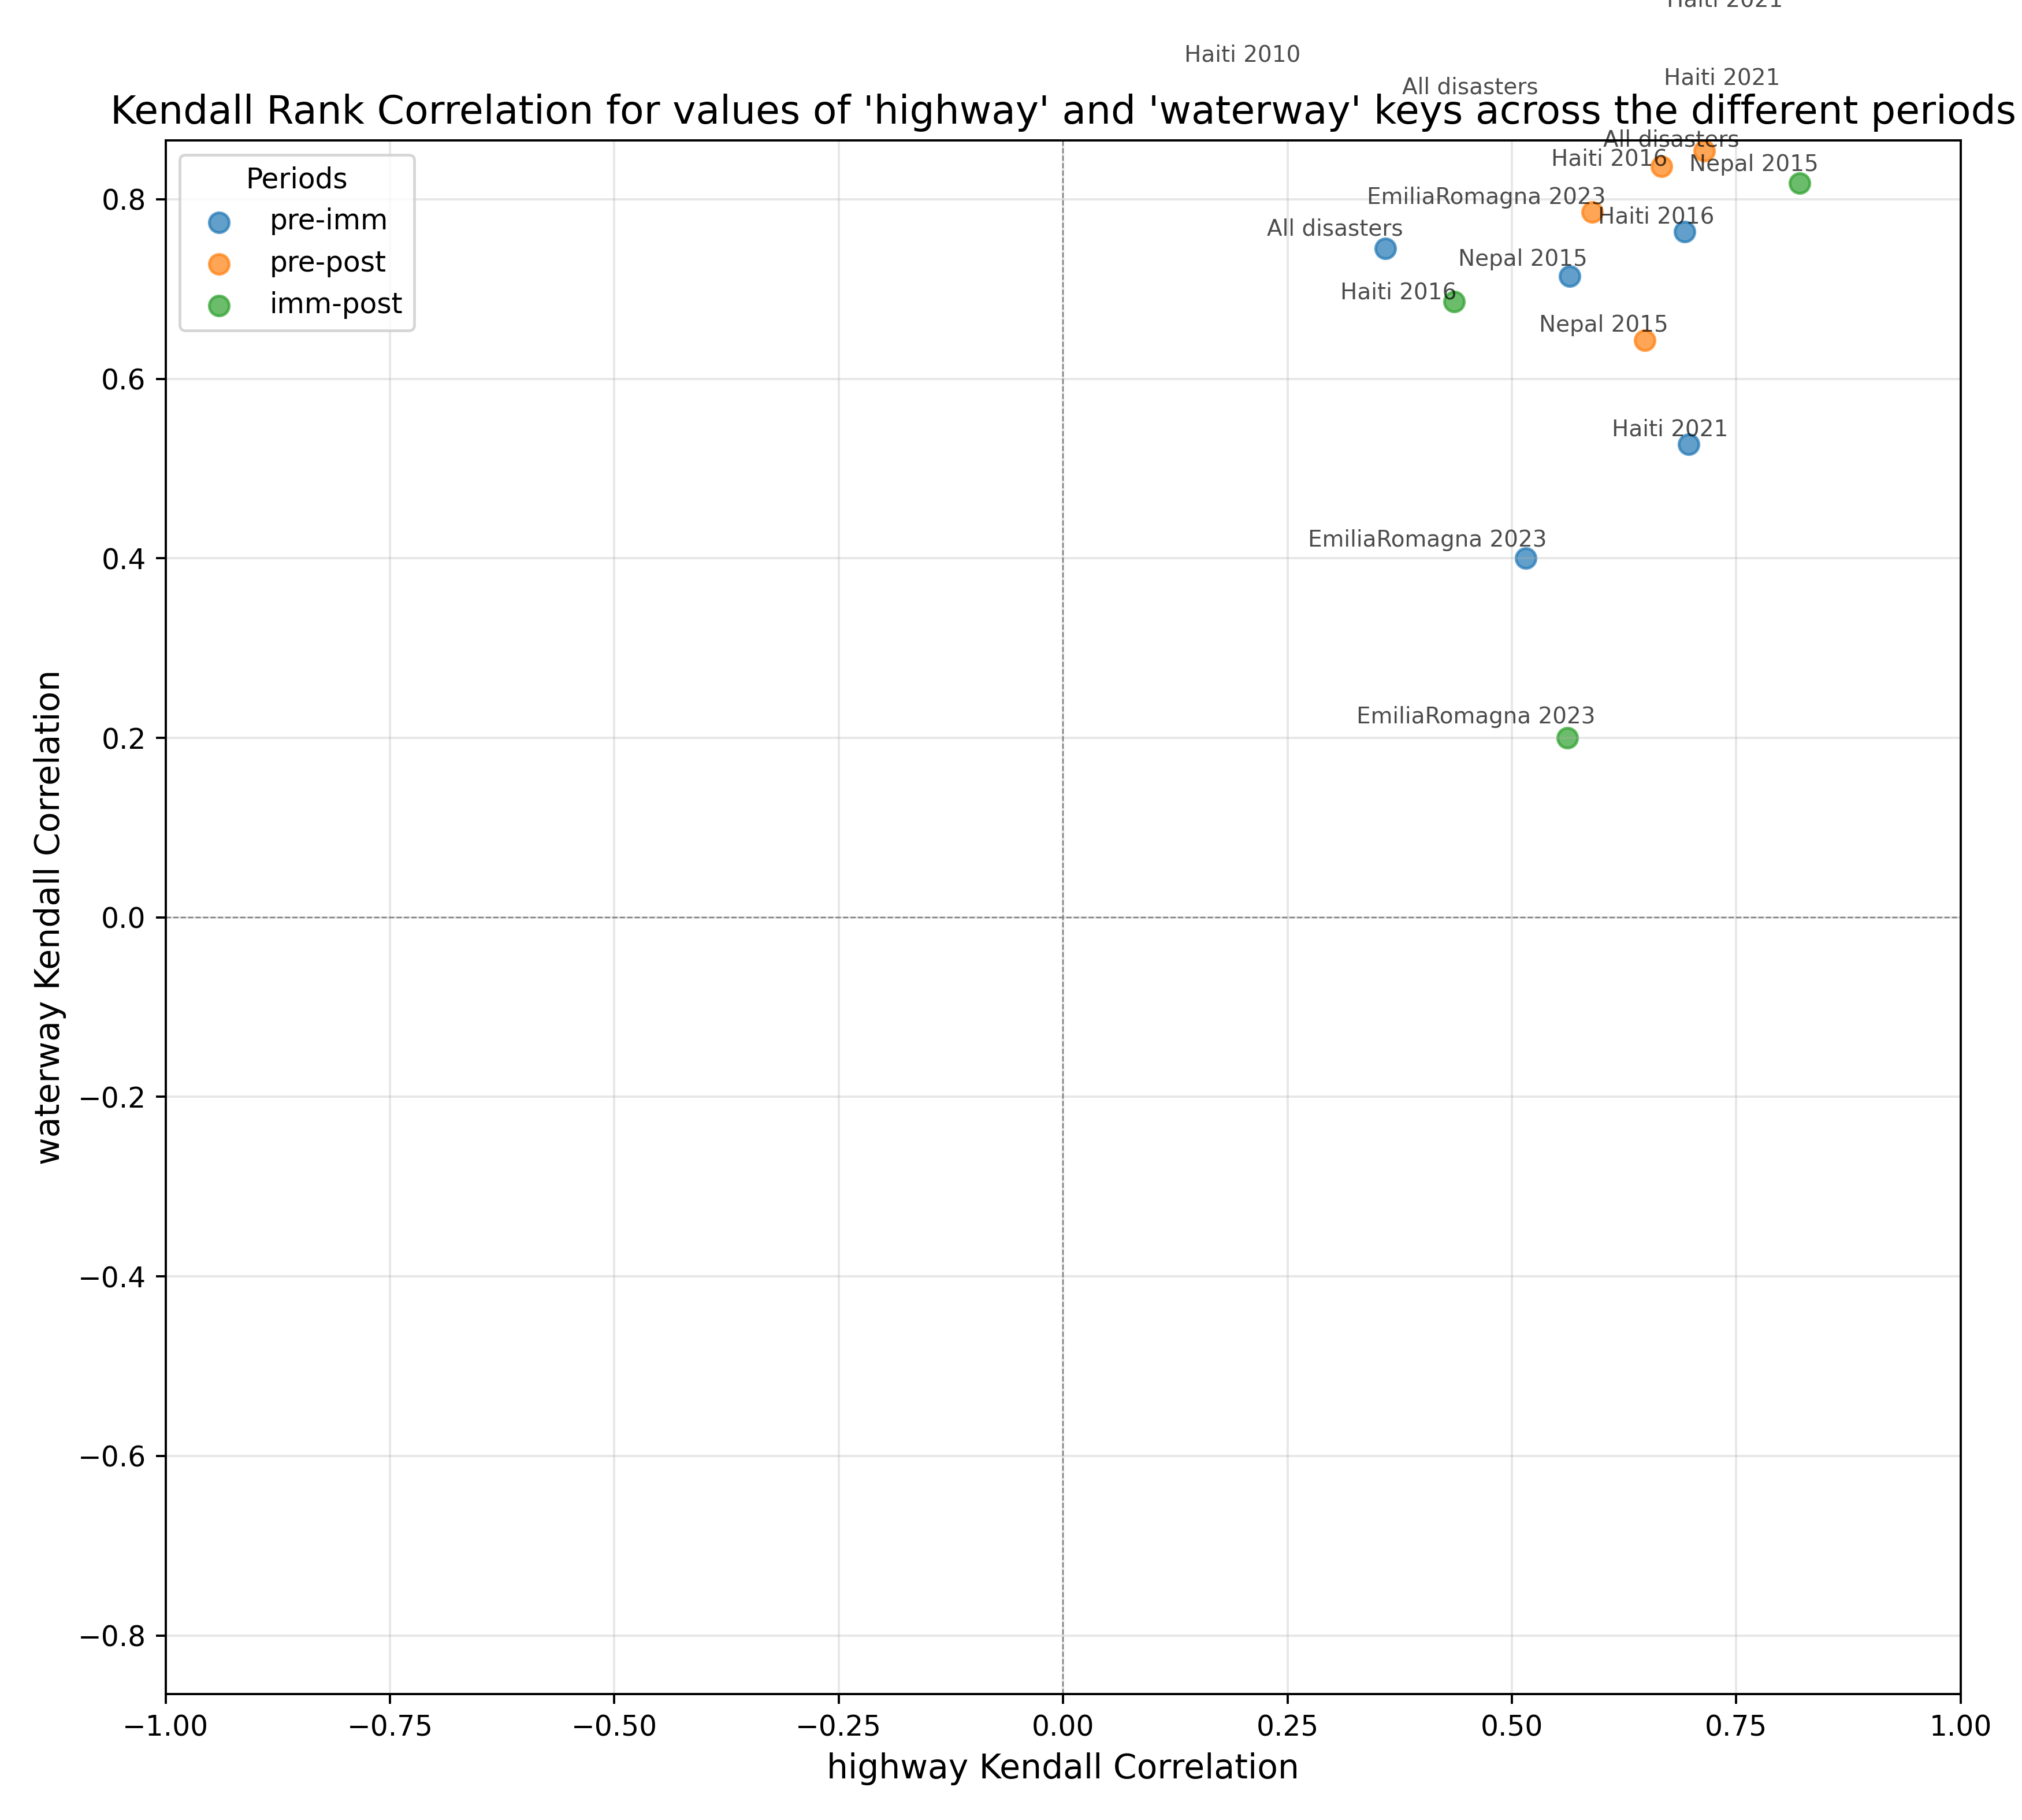 Haiti 2021
Haiti 2010
Haiti 2021
All disasters
Kendall Rank Correlation for values of 'highway' and 'waterway' keys across the different periods
All disasters
Haiti 2016
Nepal 2015
Periods
pre-imm
pre-post
imm-post
EmiliaRomagna 2023
Haiti 2016
All disasters
Nepal 2015
Haiti 2016
Nepal 2015
Haiti 2021
EmiliaRomagna 2023
EmiliaRomagna 2023
waterway Kendall Correlation
0.8
0.6
0.4
0.2
0.0
−0.2
−0.4
−0.6
−0.8
−1.00 −0.75 −0.50 −0.25 0.00 0.25 0.50 0.75 1.00
highway Kendall Correlation